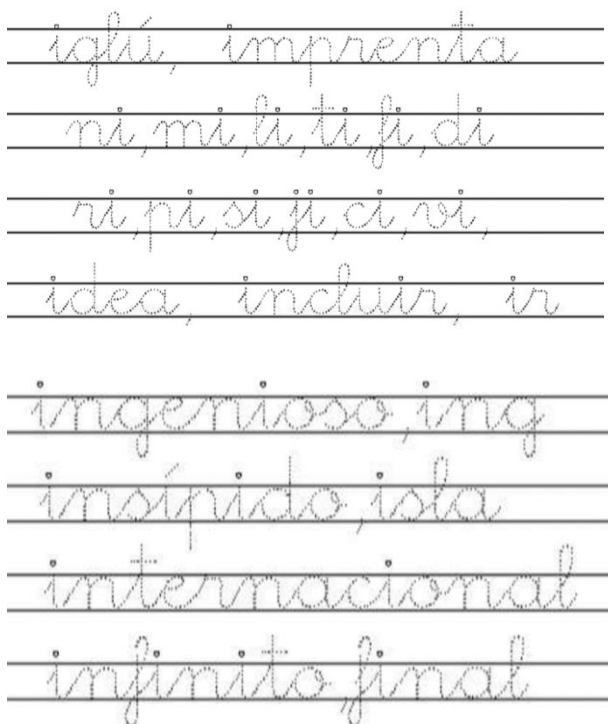 iglú, imprenta
ni, mi, li, ti, fi, di
ri, pi, si, ji, ci, vi,
idea, incluir, ir
ingenioso, ing
insípido, isla
internacional
infinito, final